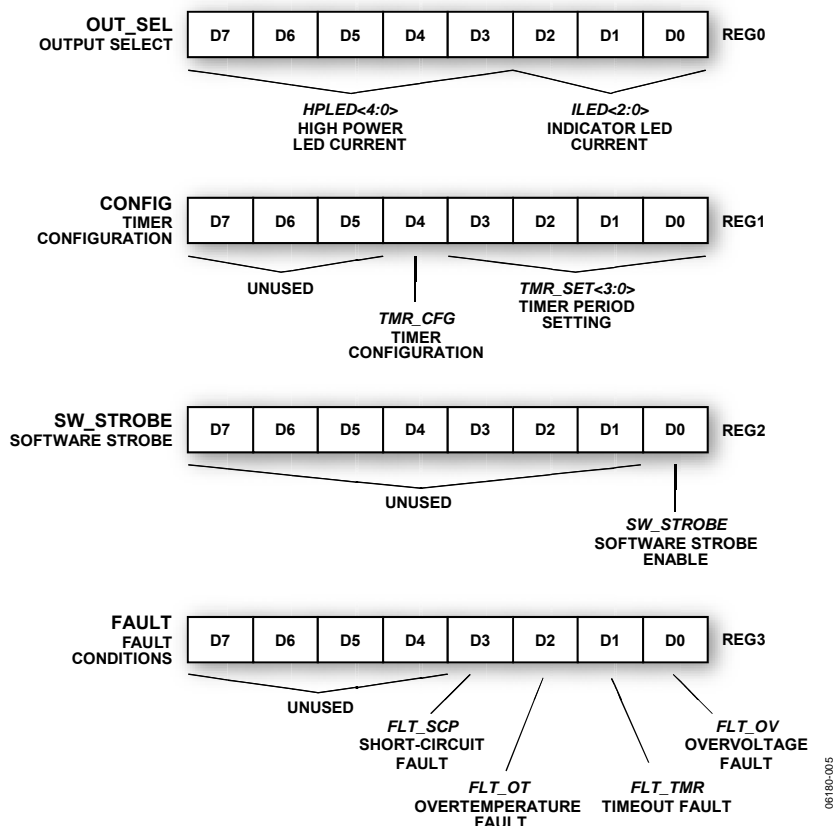 OUT_SEL
OUTPUT SELECT
D7 D6 D5 D4 D3 D2 D1 D0 REG0
HPLED<4:0>
HIGH POWER
LED CURRENT
ILED<2:0>
INDICATOR LED
CURRENT
CONFIG
TIMER
CONFIGURATION
D7 D6 D5 D4 D3 D2 D1 D0 REG1
UNUSED
TMR_CFG
TIMER
CONFIGURATION
TMR_SET<3:0>
TIMER PERIOD
SETTING
SW_STROBE
SOFTWARE STROBE
D7 D6 D5 D4 D3 D2 D1 D0 REG2
UNUSED
SW_STROBE
SOFTWARE STROBE
ENABLE
FAULT
FAULT
CONDITIONS
D7 D6 D5 D4 D3 D2 D1 D0 REG3
UNUSED
FLT_SCP
SHORT-CIRCUIT
FAULT
FLT_OT
OVERTEMPERATURE
FAULT
FLT_TMR
TIMEOUT FAULT
FLT_OV
OVERVOLTAGE
FAULT
06180-005